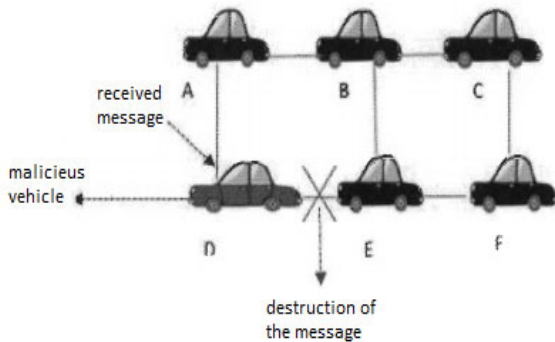 A
B
C
received
message
malicieus
vehicle
D
E
F
destruction of
the message